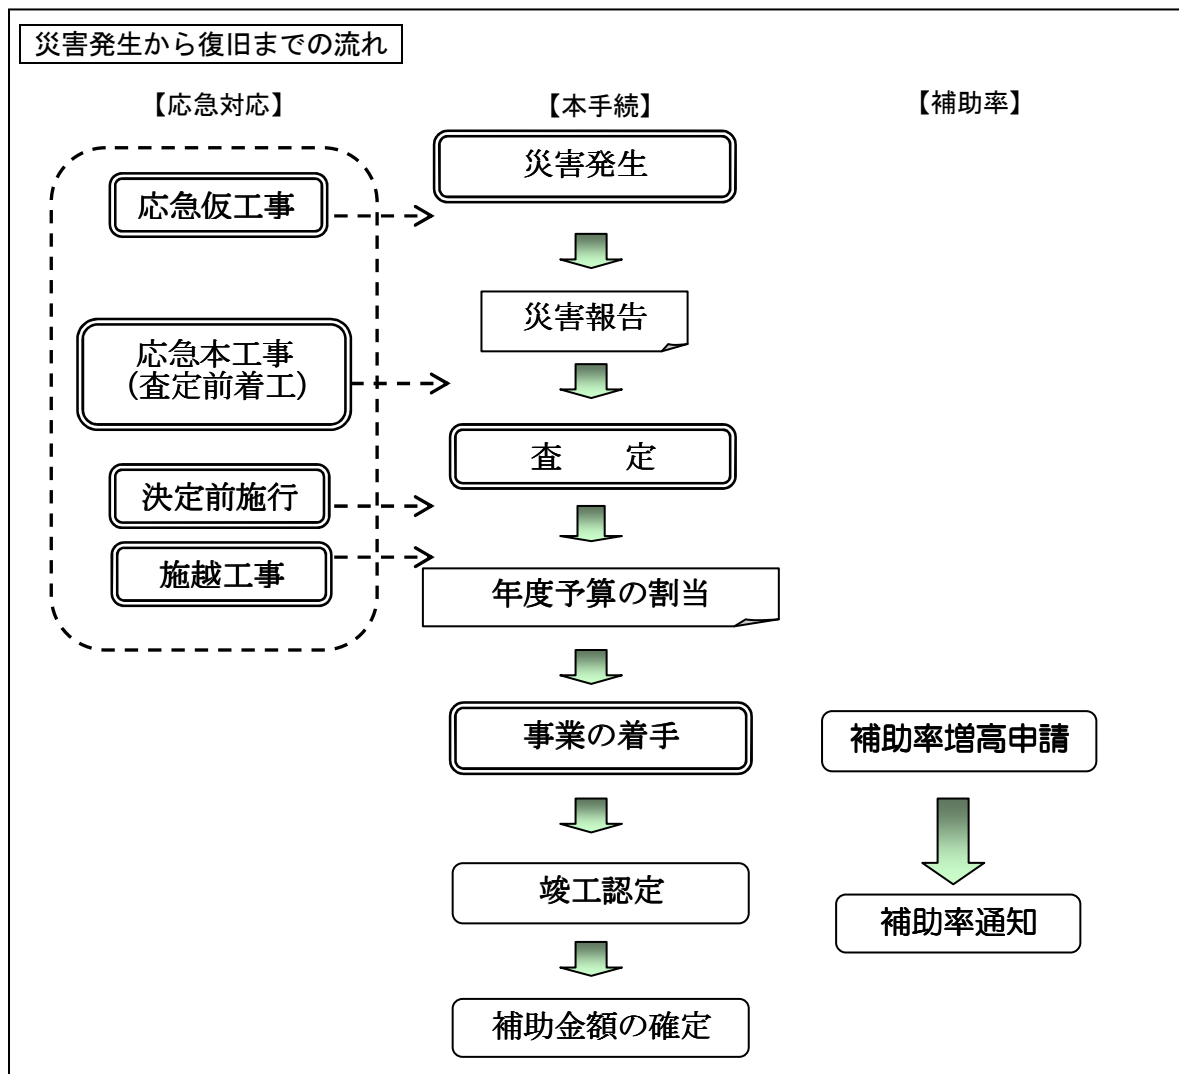 災害発生から復旧までの流れ
【応急対応】
【本手続】
【補助率】
応急仮工事
応急本工事
（査定前着工）
決定前施行
施越工事
災害発生
災害報告
査　　定
年度予算の割当
事業の着手
竣工認定
補助金額の確定
補助率増高申請
補助率通知